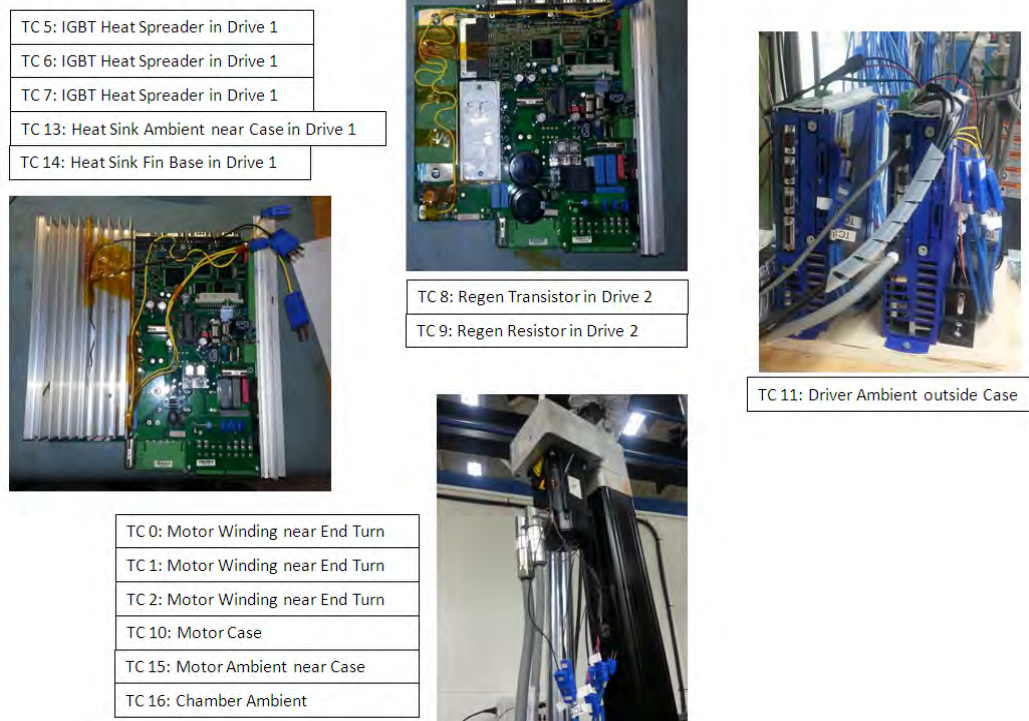 TC 5: IGBT Heat Spreader in Drive 1
TC 6: IGBT Heat Spreader in Drive 1
TC 7: IGBT Heat Spreader in Drive 1
TC 13: Heat Sink Ambient near Case in Drive 1
TC 14: Heat Sink Fin Base in Drive 1
TC 8: Regen Transistor in Drive 2
TC 9: Regen Resistor in Drive 2
TC 11: Driver Ambient outside Case
TC 0: Motor Winding near End Turn
TC 1: Motor Winding near End Turn
TC 2: Motor Winding near End Turn
TC 10: Motor Case
TC 15: Motor Ambient near Case
TC 16: Chamber Ambient